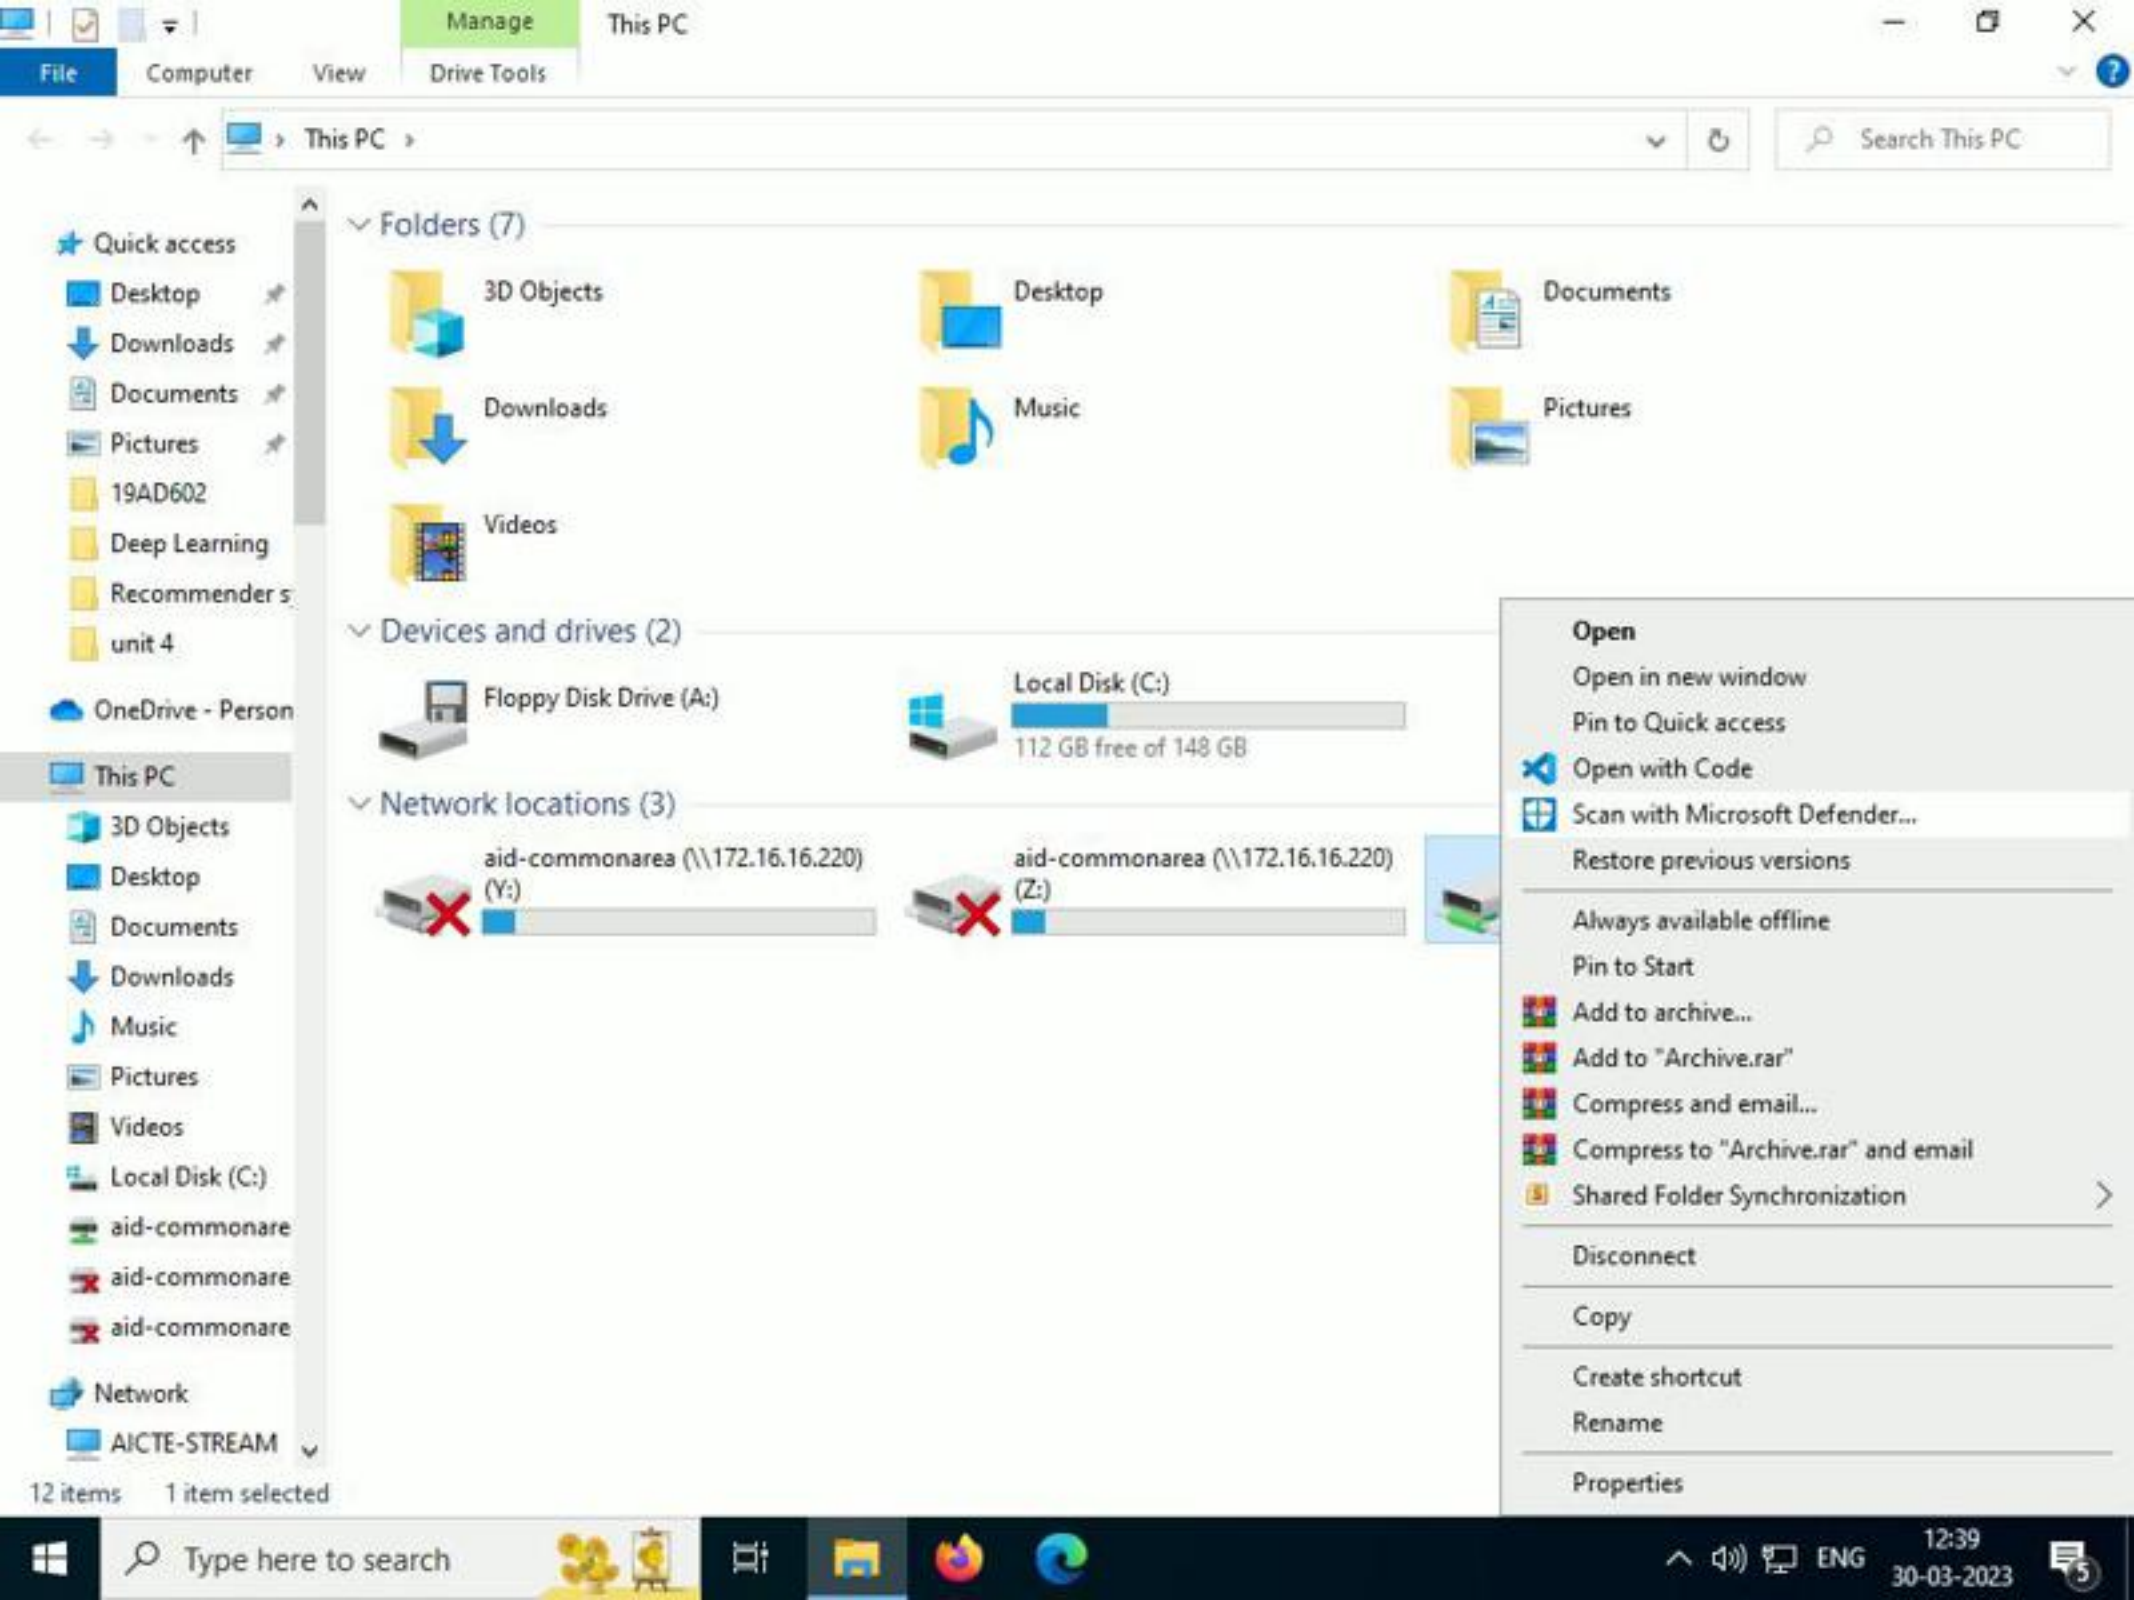 Manage
This PC
File
Computer
View
Drive Tools
This PC
Search This PC
Quick access
Desktop
Downloads
Documents
Pictures
19AD602
Deep Learning
Recommender s
unit 4
OneDrive - Person
This PC
3D Objects
Desktop
Documents
Downloads
Music
Pictures
Videos
Local Disk (C:)
aid-commonare
aid-commonare
aid-commonare
Network
AICTE-STREAM
Folders (7)
3D Objects
Desktop
Documents
Downloads
Music
Pictures
Videos
Devices and drives (2)
Floppy Disk Drive (A:)
Local Disk (C:)
112 GB free of 148 GB
Network locations (3)
aid-commonarea (\\172.16.16.220)
(Y:)
aid-commonarea (\\172.16.16.220)
(Z:)
Open
Open in new window
Pin to Quick access
Open with Code
Scan with Microsoft Defender...
Restore previous versions
Always available offline
Pin to Start
Add to archive...
Add to "Archive.rar"
Compress and email...
Compress to "Archive.rar" and email
Shared Folder Synchronization
Disconnect
Copy
Create shortcut
Rename
Properties
12 items
1 item selected
Type here to search
ENG
12:39
30-03-2023
5